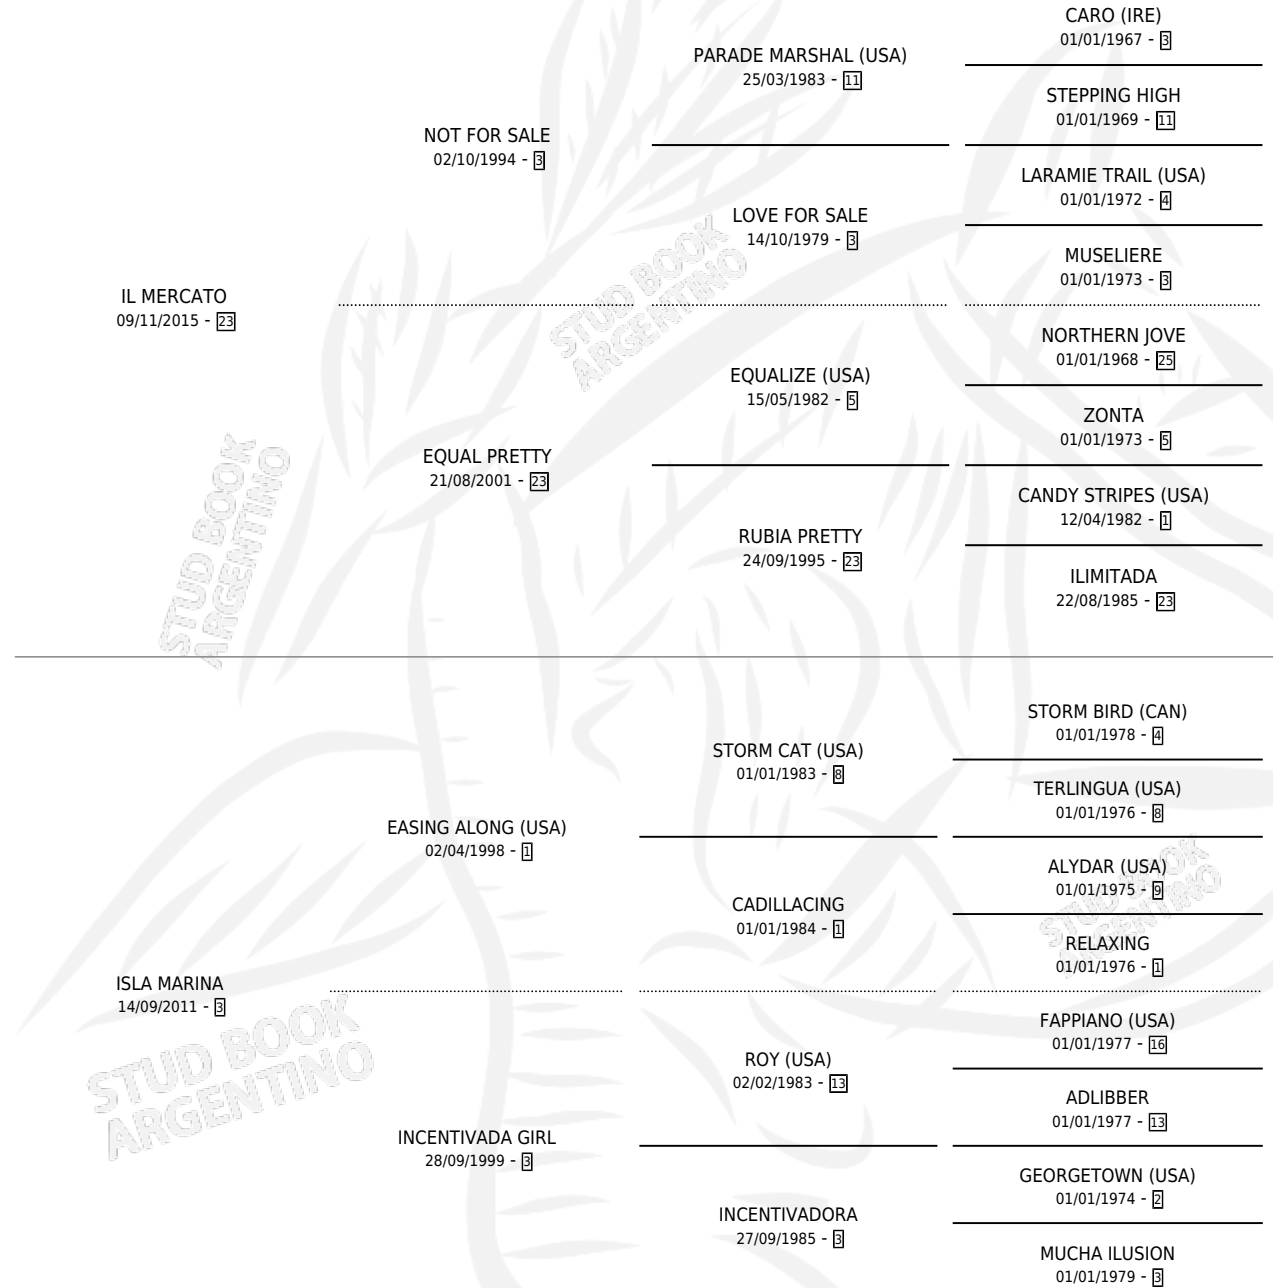 CARO (IRE)
01/01/1967 - 3
PARADE MARSHAL (USA)
25/03/1983 - 11
STEPPING HIGH
01/01/1969 - 11
NOT FOR SALE
02/10/1994 - 3
LARAMIE TRAIL (USA)
01/01/1972 - 4
LOVE FOR SALE
14/10/1979 - 3
MUSELIERE
01/01/1973 - 3
IL MERCATO
09/11/2015 - 23
NORTHERN JOVE
01/01/1968 - 25
EQUALIZE (USA)
15/05/1982 - 5
ZONTA
01/01/1973 - 5
EQUAL PRETTY
21/08/2001 - 23
CANDY STRIPES (USA)
12/04/1982 - 1
RUBIA PRETTY
24/09/1995 - 23
ILIMITADA
22/08/1985 - 23
STUD BOOK
ARGENTINO
STUD BOOK
ARGENTINO
STORM BIRD (CAN)
01/01/1978 - 4
STORM CAT (USA)
01/01/1983 - 8
TERLINGUA (USA)
01/01/1976 - 8
EASING ALONG (USA)
02/04/1998 - 1
ALYDAR (USA)
01/01/1975 - 9
CADILLACING
01/01/1984 - 1
RELAXING
01/01/1976 - 1
ISLA MARINA
14/09/2011 - 3
FAPPIANO (USA)
01/01/1977 - 16
ROY (USA)
02/02/1983 - 13
ADLIBBER
01/01/1977 - 13
INCENTIVADA GIRL
28/09/1999 - 3
GEORGETOWN (USA)
01/01/1974 - 2
INCENTIVADORA
27/09/1985 - 3
MUCHA ILUSION
01/01/1979 - 3
STUD BOOK
ARGENTINO
STUD BOOK
ARGENTINO